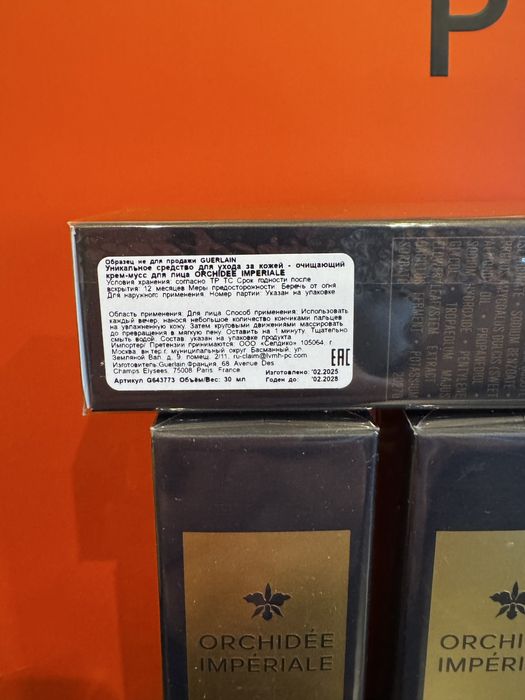 P
Образец не для продажи GUERLAIN
Уникальное средство для ухода за кожей - очищающий
крем-мусс для лица ORCHIDEE IMPERIALE
Условия хранения: согласно ТР ТС Срок годности после
вскрытия: 12 месяцев Меры предосторожности: Беречь от огня
Для наружного; применения. Номер партии: Указан на упаковке
Область применения: Для лица Способ применения: Использовать
каждый вечер, нанося небольшое количество кончиками пальцев
на увлажненную кожу. Затем круговыми движениями массировать
до превращения в мягкую пену. Оставить на 1 минуту. Тщательно
смыть водой. Состав: указан на упаковке продукта
Импортер: Претензии принимаются: ООО «Селдико» 105064, г.
Москва вн.тер.г. муниципальный округ Басманный, ул.
Земляной Вал, д. 9, помещ. 2/11, ru-claim@lvmh-pc.com
Изготовитель:Guerlain Франция, 68 Avenue Des
Champs Elysees, 75008 Paris: France
EAC
Изготовлено: '02.2025
Артикул G643773 Объём/Вес: 30 мл
Годен до: '02.2028
ORCHIDÉE
IMPÉRIALE
ORCHI
IMPÉRI